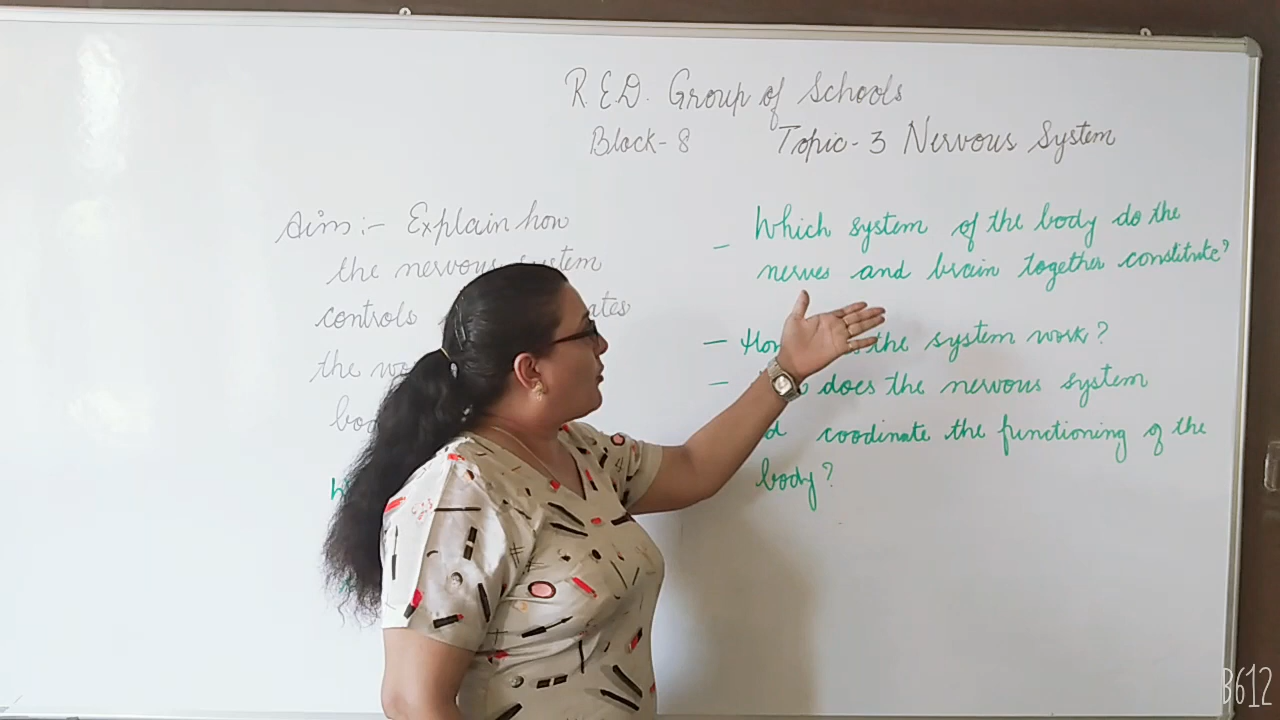 R.E.D. Group of Schools
Block- 8 Topic- 3 Nervous System
Aim:- Explain how
the nervous system
controls
the
- Which system of the body do the
nerves and brain together constitute?
- How the system work?
- does the nervous system
coodinate the functioning of the
body?
B612